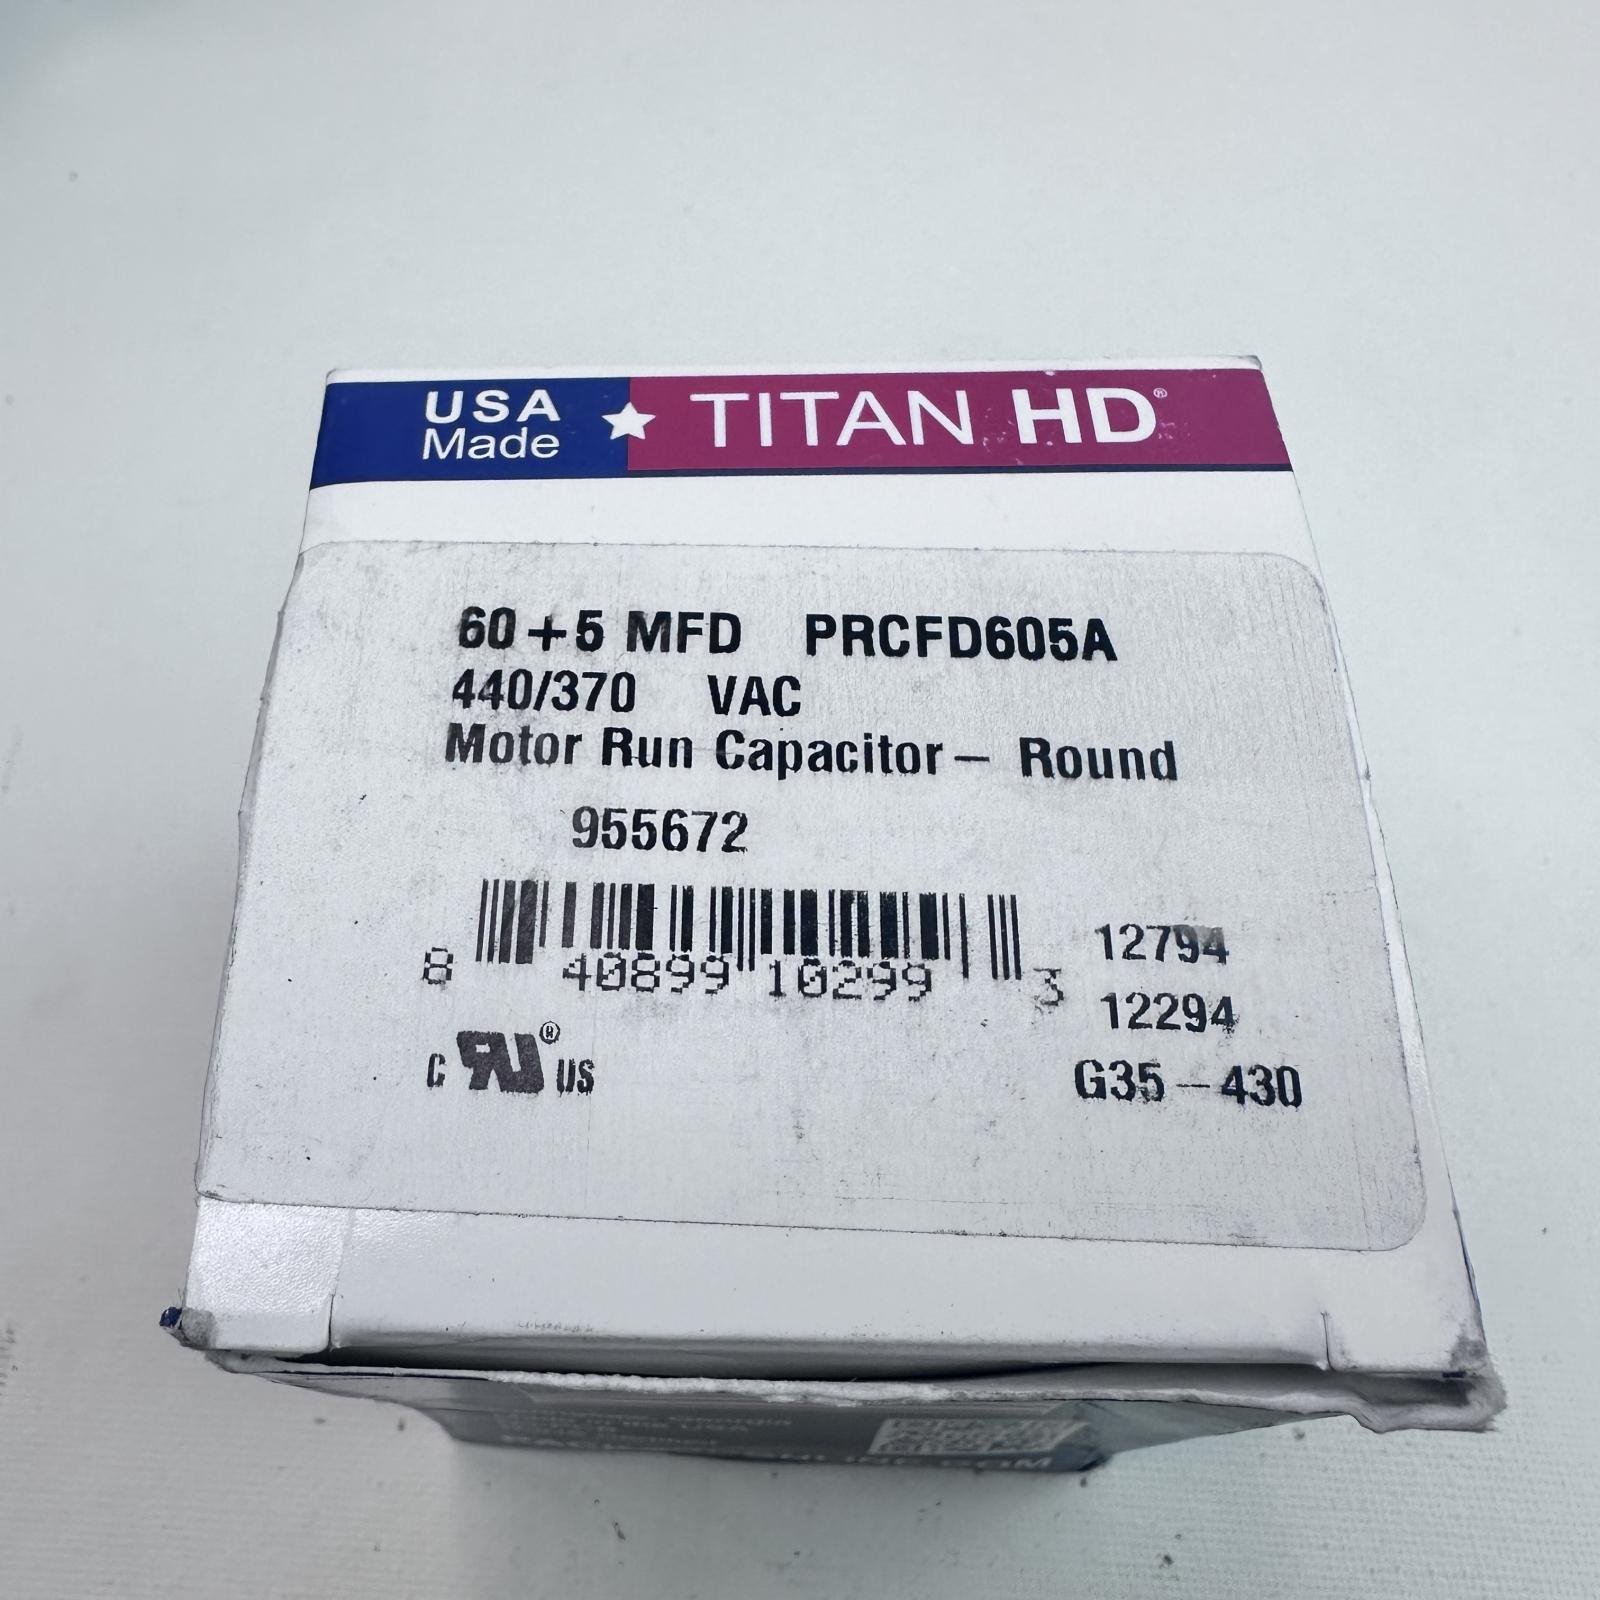 USA
Made
TITAN HD®
60+5 MFD PRCFD605A
440/370 VAC
Motor Run Capacitor - Round
955672
8 40899 10299 3
12794
12294
G35-430
C RU® US